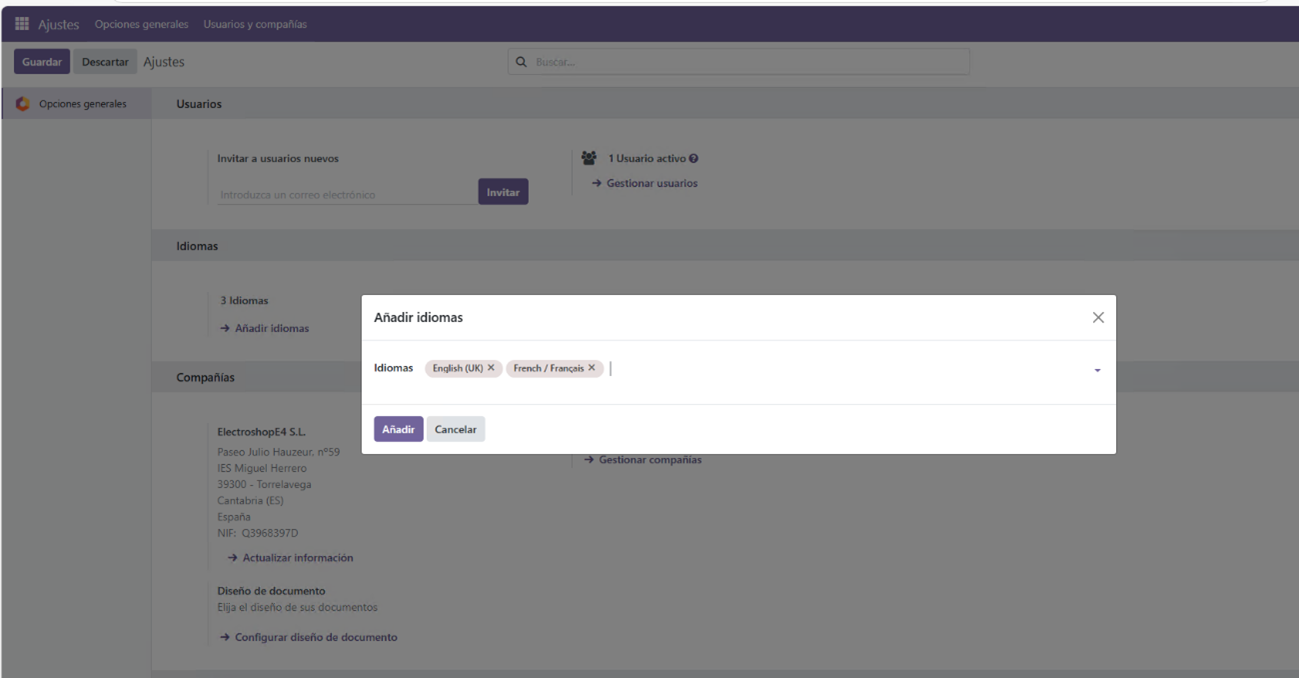 Ajustes Opciones generales Usuarios y compañías
Guardar Descartar Ajustes Buscar...
Opciones generales
Usuarios
Invitar a usuarios nuevos
Introduzca un correo electrónico Invitar
1 Usuario activo
Gestionar usuarios
Idiomas
3 Idiomas
Añadir idiomas
Añadir idiomas
Idiomas English (UK) French / Français
Añadir Cancelar
Compañías
ElectroshopE4 S.L.
Paseo Julio Hauzeur. nº59
IES Miguel Herrero
39300 - Torrelavega
Cantabria (ES)
España
NIF: Q3968397D
Actualizar información
Gestionar compañías
Diseño de documento
Elija el diseño de sus documentos
Configurar diseño de documento